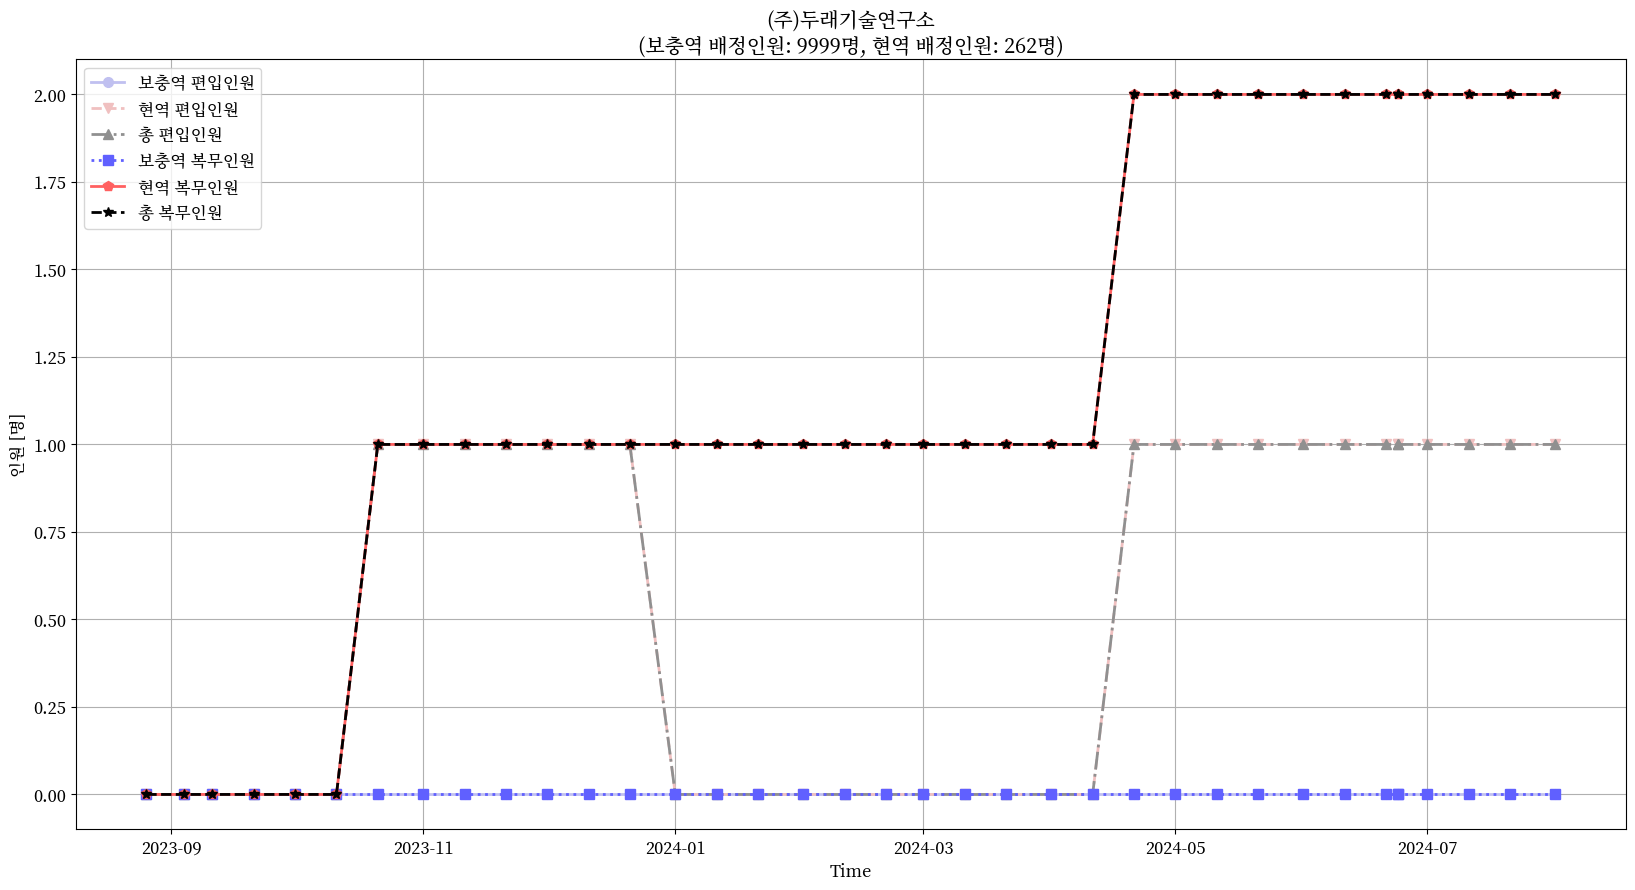 (주)두래기술연구소
(보충역 배정인원: 9999명, 현역 배정인원: 262명)
보충역 편입인원
현역 편입인원
총 편입인원
보충역 복무인원
현역 복무인원
총 복무인원
2.00
1.75
1.50
1.25
1.00
0.75
0.50
0.25
0.00
인원 [명]
2023-09
2023-11
2024-01
2024-03
2024-05
2024-07
Time